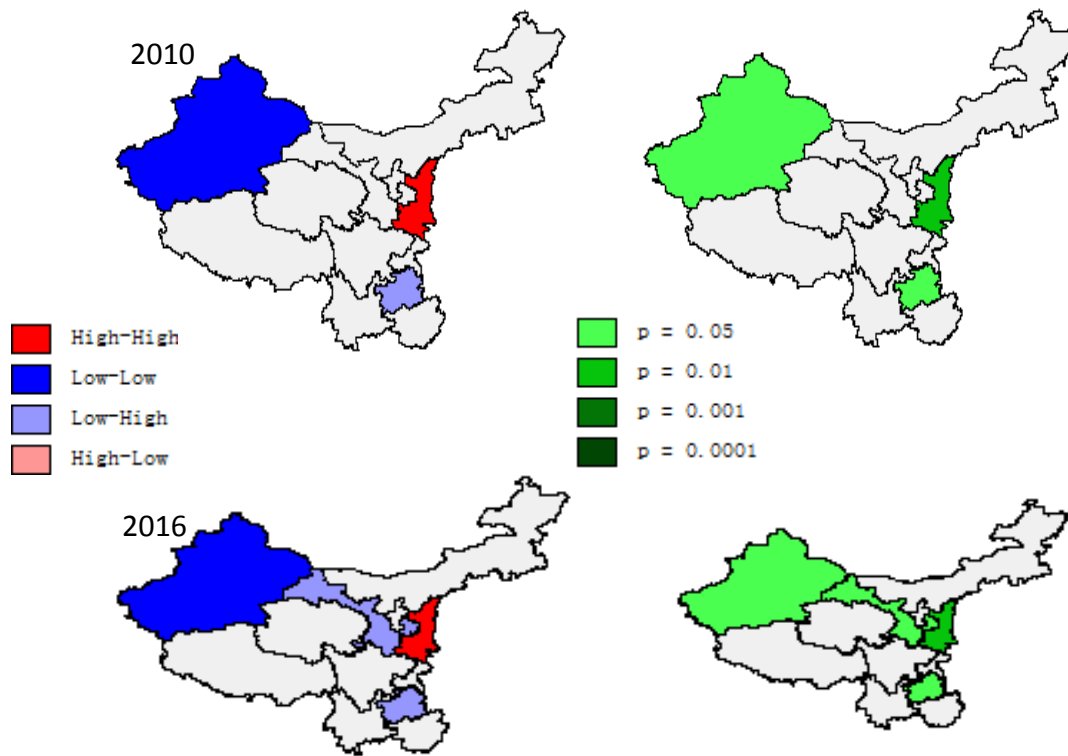 2010
High-High
Low-Low
Low-High
High-Low
p = 0.05
p = 0.01
p = 0.001
p = 0.0001
2016